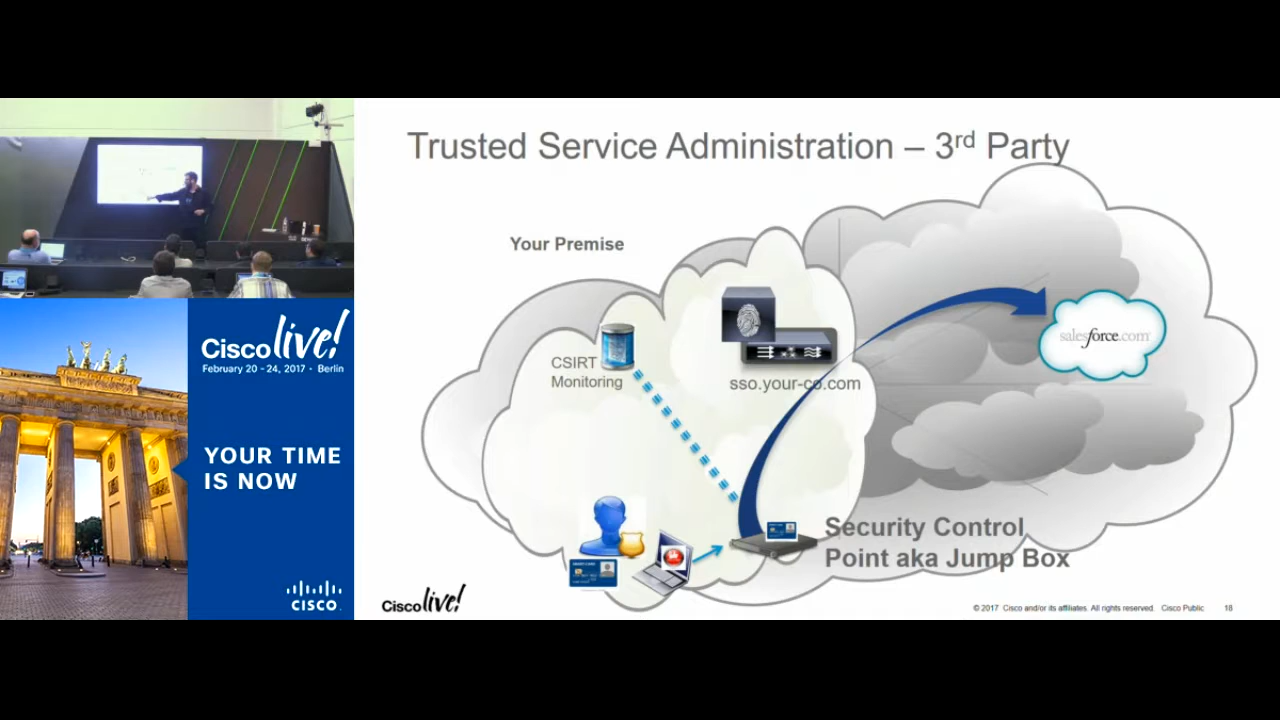 Trusted Service Administration – 3rd Party
Your Premise
CSIRT
Monitoring
sso.your-co.com
salesforce.com
Security Control
Point aka Jump Box
Cisco live!
© 2017 Cisco and/or its affiliates. All rights reserved. Cisco Public 18
Cisco live!
February 20 - 24, 2017 • Berlin
YOUR TIME
IS NOW
CISCO